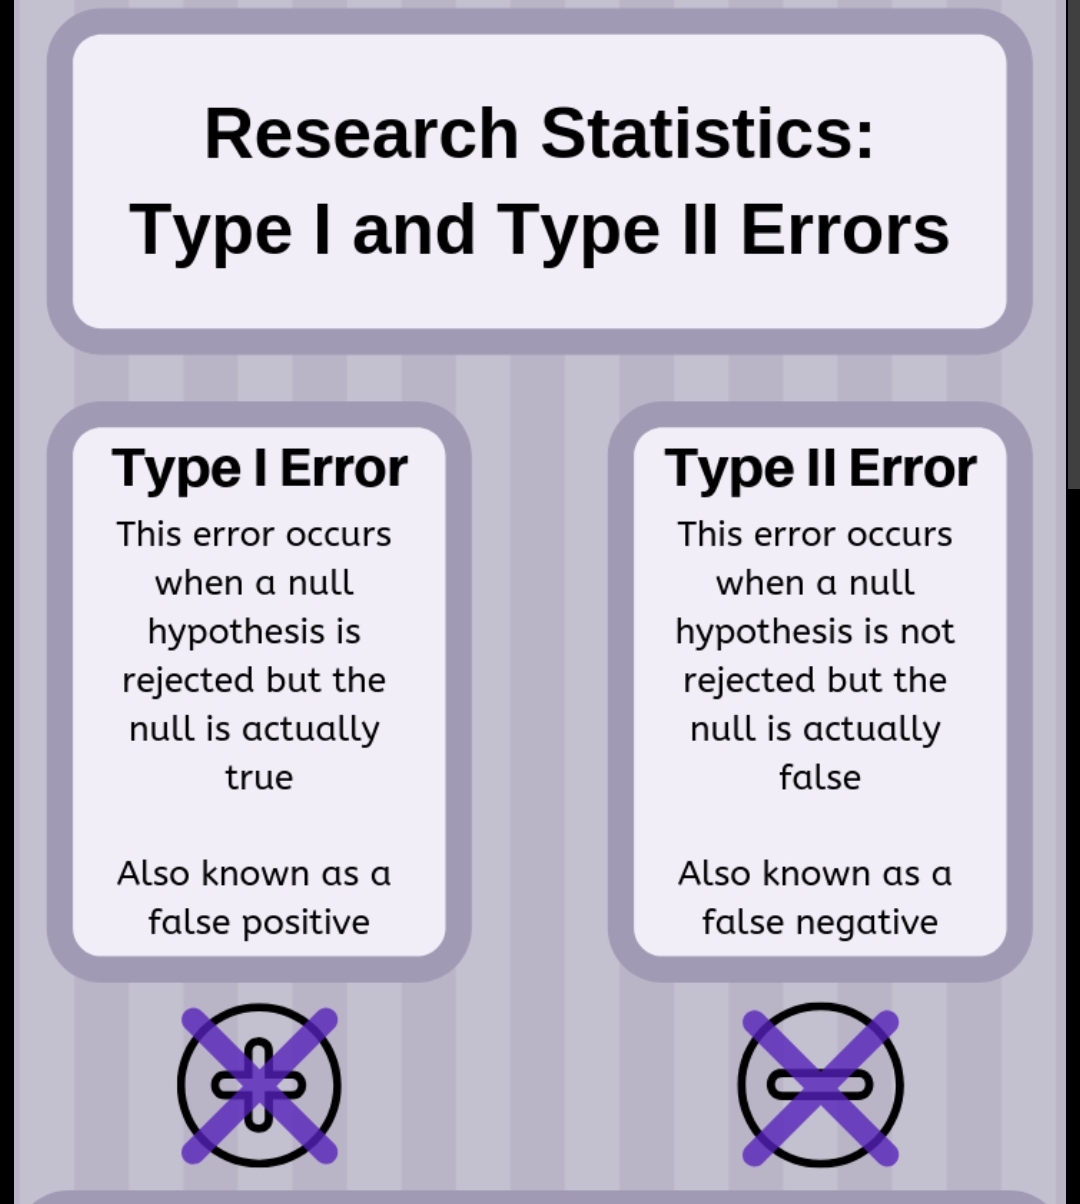 Research Statistics:
Type I and Type II Errors
Type I Error
This error occurs
when a null
hypothesis is
rejected but the
null is actually
true
Also known as a
false positive
Type II Error
This error occurs
when a null
hypothesis is not
rejected but the
null is actually
false
Also known as a
false negative